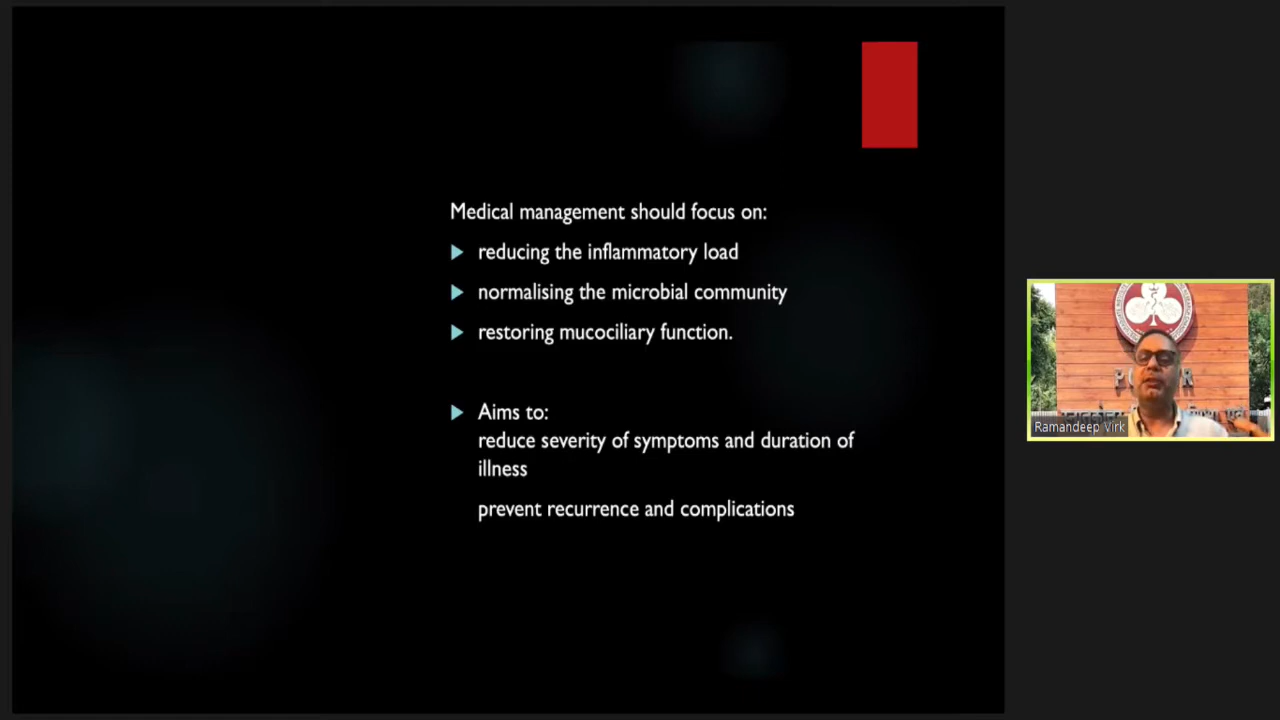 Medical management should focus on:
reducing the inflammatory load
normalising the microbial community
restoring mucociliary function.
Aims to:
reduce severity of symptoms and duration of
illness
prevent recurrence and complications
Ramandeep Virk